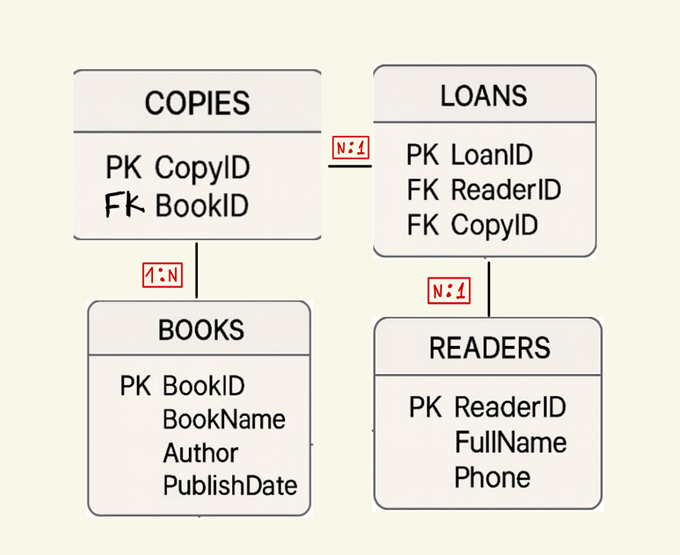 COPIES
PK CopyID
FK BookID
N:1
LOANS
PK LoanID
FK ReaderID
FK CopyID
1:N
BOOKS
PK BookID
BookName
Author
PublishDate
N:1
READERS
PK ReaderID
FullName
Phone